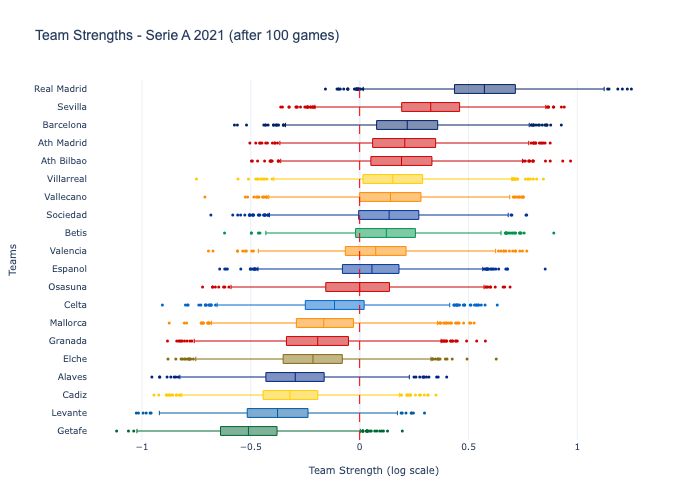 Team Strengths - Serie A 2021 (after 100 games)
Real Madrid
Sevilla
Barcelona
Ath Madrid
Ath Bilbao
Villarreal
Vallecano
Sociedad
Betis
Valencia
Espanol
Osasuna
Celta
Mallorca
Granada
Elche
Alaves
Cadiz
Levante
Getafe
Teams
−1 −0.5 0 0.5 1
Team Strength (log scale)